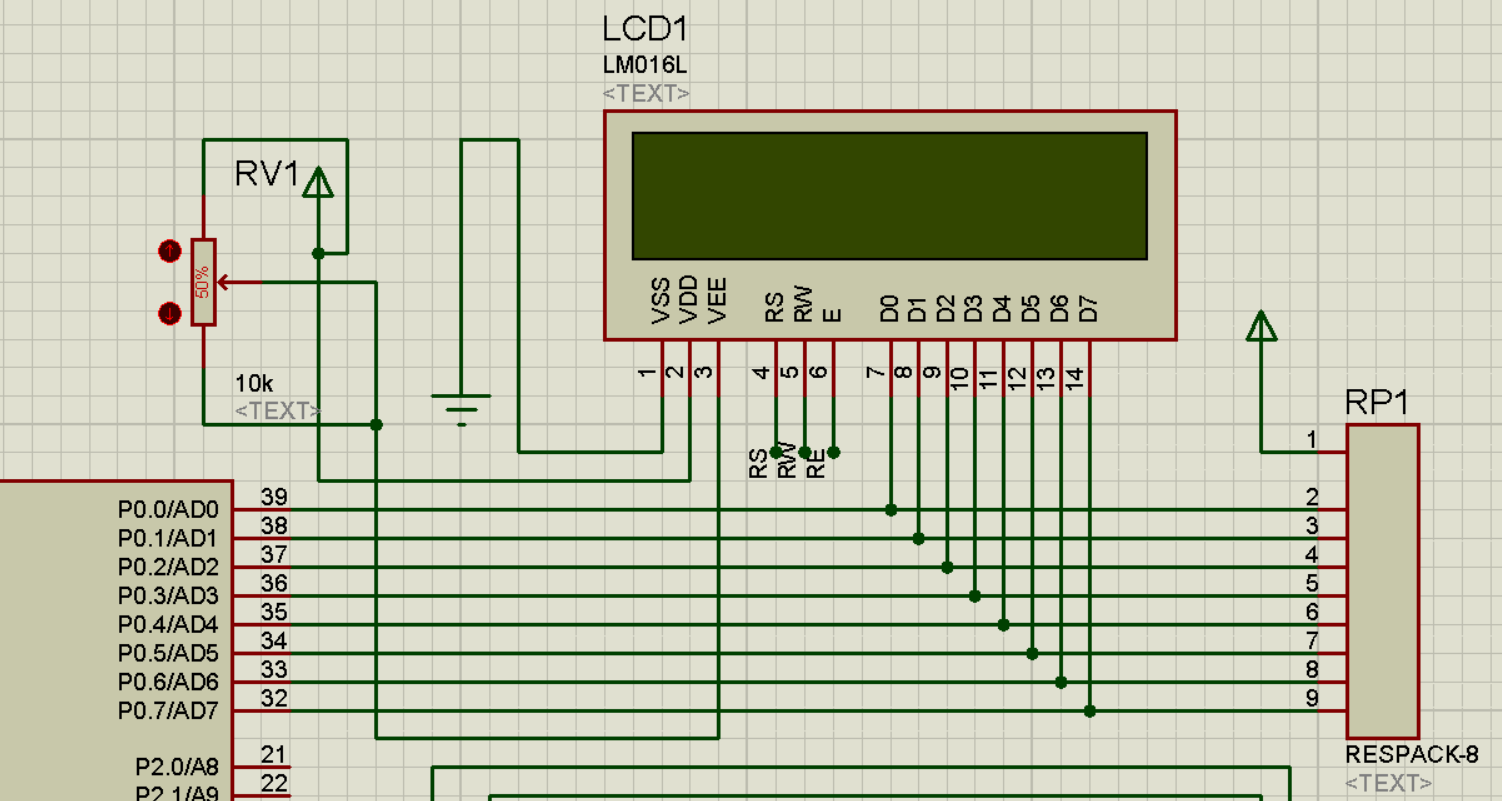 LCD1
LM016L
<TEXT>
RV1
50%
10k
<TEXT>
VSS
VDD
VEE
RS
RW
E
D0
D1
D2
D3
D4
D5
D6
D7
1
2
3
4
5
6
7
8
9
10
11
12
13
14
RS
RW
RE
P0.0/AD0 39
P0.1/AD1 38
P0.2/AD2 37
P0.3/AD3 36
P0.4/AD4 35
P0.5/AD5 34
P0.6/AD6 33
P0.7/AD7 32
P2.0/A8 21
P2.1/A9 22
RP1
1
2
3
4
5
6
7
8
9
RESPACK-8
<TEXT>